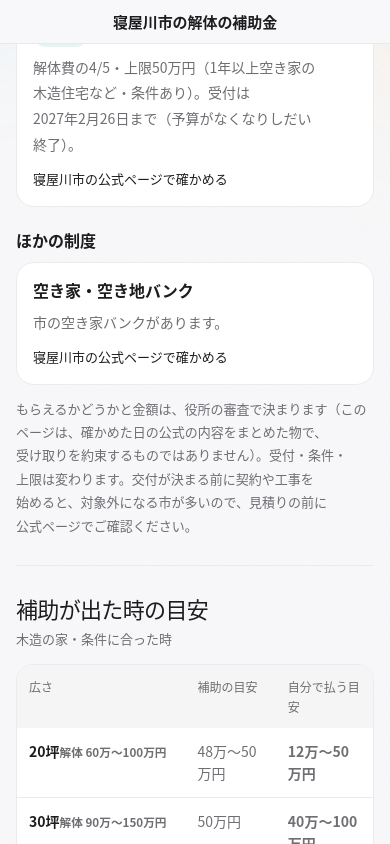 寝屋川市の解体の補助金
解体費の4/5・上限50万円（1年以上空き家の
木造住宅など・条件あり）。受付は
2027年2月26日まで（予算がなくなりしだい
終了）。
寝屋川市の公式ページで確かめる
ほかの制度
空き家・空き地バンク
市の空き家バンクがあります。
寝屋川市の公式ページで確かめる
もらえるかどうかと金額は、役所の審査で決まります（この
ページは、確かめた日の公式の内容をまとめた物で、
受け取りを約束するものではありません）。受付・条件・
上限は変わります。交付が決まる前に契約や工事を
始めると、対象外になる市が多いので、見積りの前に
公式ページでご確認ください。
補助が出た時の目安
木造の家・条件に合った時
広さ 補助の目安 自分で払う目
安
20坪解体 60万〜100万円 48万〜50 12万〜50
万円 万円
30坪解体 90万〜150万円 50万円 40万〜100
万円